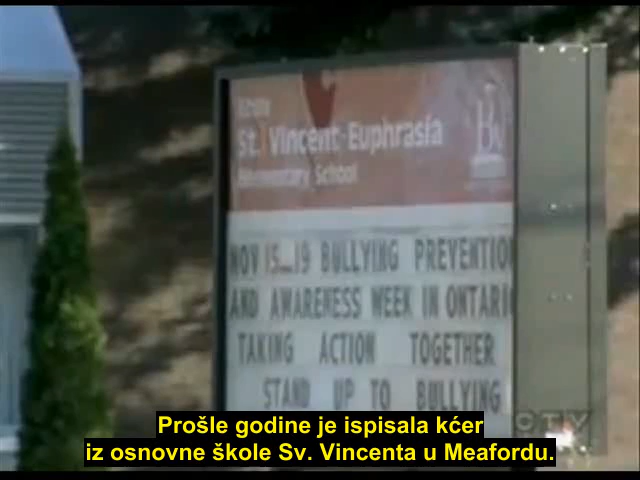 St. Vincent-Euphrasia
Elementary School
NOV 15 19 BULLYING PREVENTION
AND AWARENESS WEEK IN ONTARIO
TAKING ACTION TOGETHER
STAND UP TO BULLYING
CTV
Prošle godine je ispisala kćer
iz osnovne škole Sv. Vincenta u Meafordu.